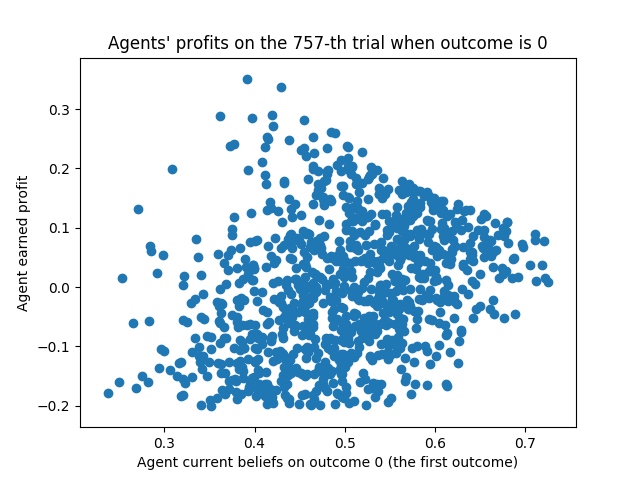 Agents' profits on the 757-th trial when outcome is 0
Agent earned profit
0.3
0.2
0.1
0.0
−0.1
−0.2
0.3 0.4 0.5 0.6 0.7
Agent current beliefs on outcome 0 (the first outcome)